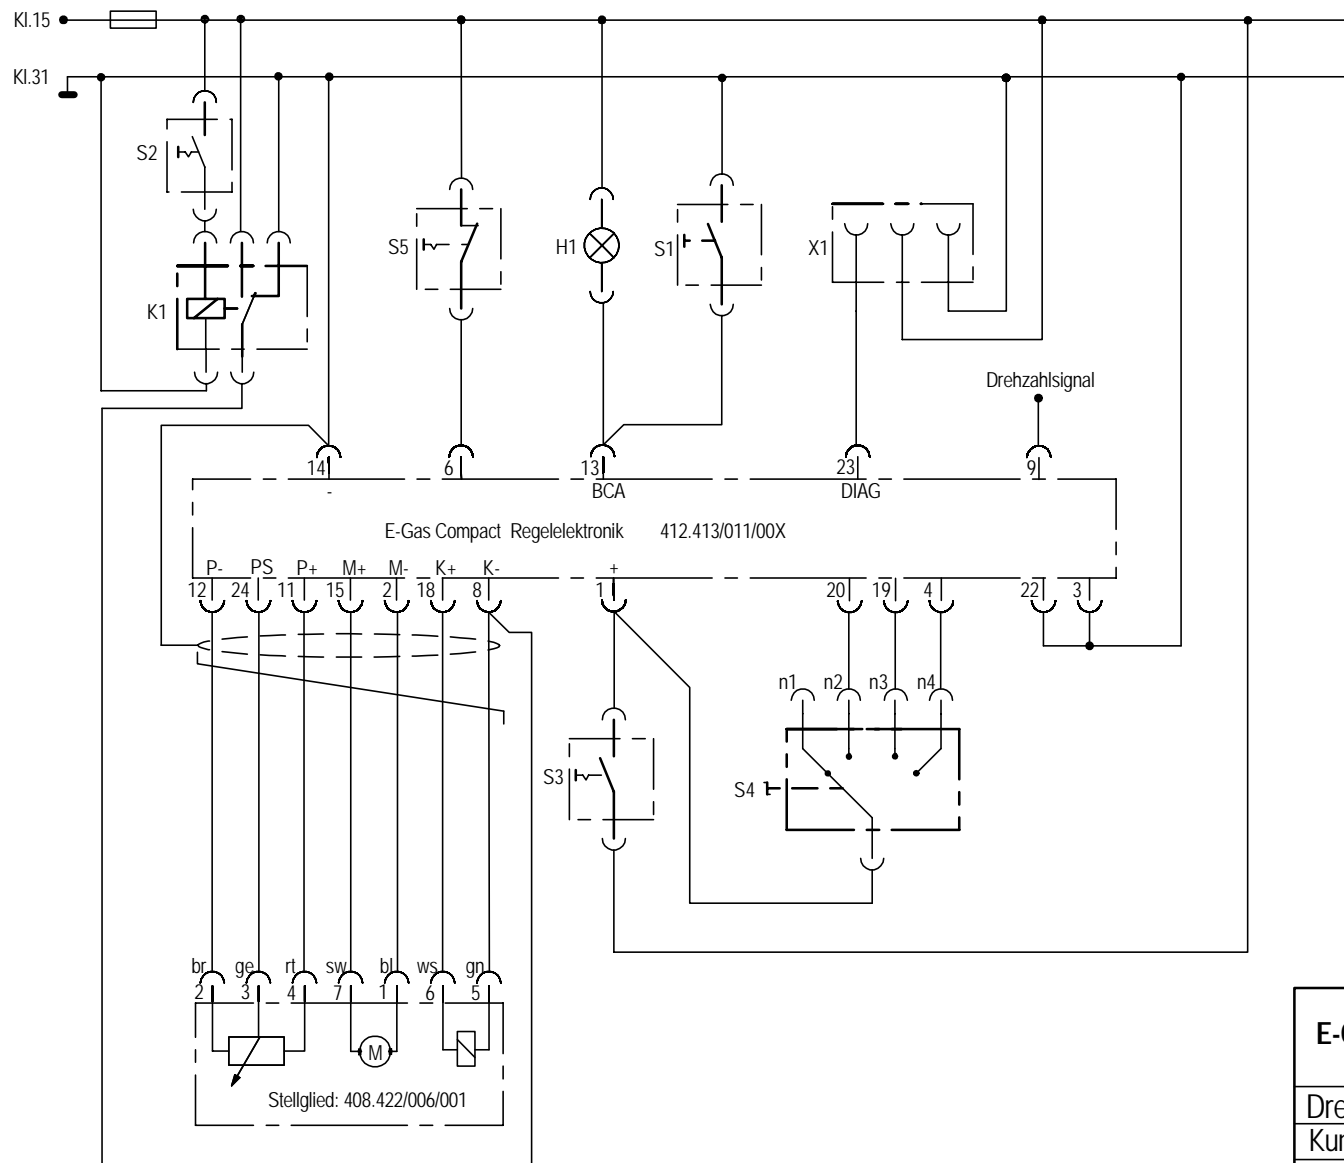 Kl.15
Kl.31
S2
S5
H1
S1
X1
K1
Drehzahlsignal
14 6 13 23 9
- BCA DIAG
E-Gas Compact Regelelektronik 412.413/011/00X
P- PS P+ M+ M- K+ K- +
12 24 11 15 2 18 8 1 20 19 4 22 3
n1 n2 n3 n4
S3
S4
br ge rt sw bl ws gn
2 3 4 7 1 6 5
M
Stellglied: 408.422/006/001
E-
Dre
Kun